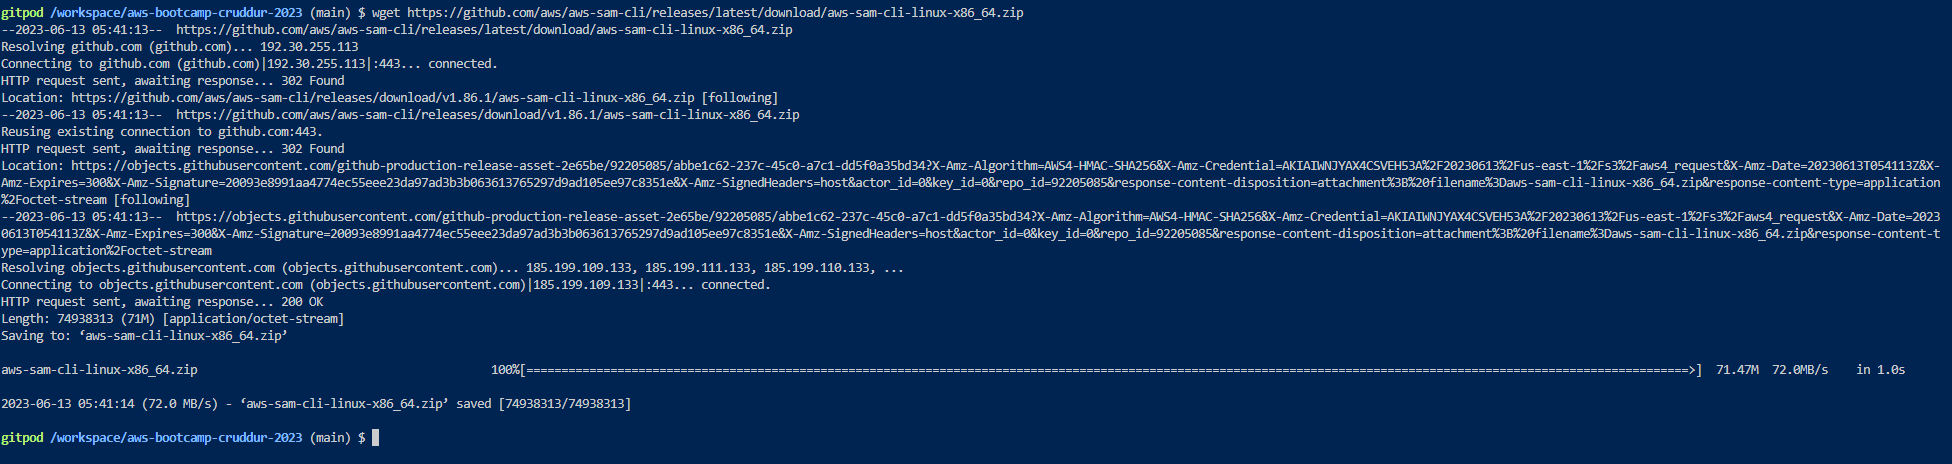 gitpod /workspace/aws-bootcamp-cruddur-2023 (main) $ wget https://github.com/aws/aws-sam-cli/releases/latest/download/aws-sam-cli-linux-x86_64.zip
--2023-06-13 05:41:13--  https://github.com/aws/aws-sam-cli/releases/latest/download/aws-sam-cli-linux-x86_64.zip
Resolving github.com (github.com)... 192.30.255.113
Connecting to github.com (github.com)|192.30.255.113|:443... connected.
HTTP request sent, awaiting response... 302 Found
Location: https://github.com/aws/aws-sam-cli/releases/download/v1.86.1/aws-sam-cli-linux-x86_64.zip [following]
--2023-06-13 05:41:13--  https://github.com/aws/aws-sam-cli/releases/download/v1.86.1/aws-sam-cli-linux-x86_64.zip
Reusing existing connection to github.com:443.
HTTP request sent, awaiting response... 302 Found
Location: https://objects.githubusercontent.com/github-production-release-asset-2e65be/92205085/abbe1c62-237c-45c0-a7c1-dd5f0a35bd34?X-Amz-Algorithm=AWS4-HMAC-SHA256&X-Amz-Credential=AKIAIWNJYAX4CSVEH53A%2F20230613%2Fus-east-1%2Fs3%2Faws4_request&X-Amz-Date=20230613T054113Z&X-
Amz-Expires=300&X-Amz-Signature=20093e8991aa4774ec55eee23da97ad3b3b063613765297d9ad105ee97c8351e&X-Amz-SignedHeaders=host&actor_id=0&key_id=0&repo_id=92205085&response-content-disposition=attachment%3B%20filename%3Daws-sam-cli-linux-x86_64.zip&response-content-type=application
%2Foctet-stream [following]
--2023-06-13 05:41:13--  https://objects.githubusercontent.com/github-production-release-asset-2e65be/92205085/abbe1c62-237c-45c0-a7c1-dd5f0a35bd34?X-Amz-Algorithm=AWS4-HMAC-SHA256&X-Amz-Credential=AKIAIWNJYAX4CSVEH53A%2F20230613%2Fus-east-1%2Fs3%2Faws4_request&X-Amz-Date=2023
0613T054113Z&X-Amz-Expires=300&X-Amz-Signature=20093e8991aa4774ec55eee23da97ad3b3b063613765297d9ad105ee97c8351e&X-Amz-SignedHeaders=host&actor_id=0&key_id=0&repo_id=92205085&response-content-disposition=attachment%3B%20filename%3Daws-sam-cli-linux-x86_64.zip&response-content-t
ype=application%2Foctet-stream
Resolving objects.githubusercontent.com (objects.githubusercontent.com)... 185.199.109.133, 185.199.111.133, 185.199.110.133, ...
Connecting to objects.githubusercontent.com (objects.githubusercontent.com)|185.199.109.133|:443... connected.
HTTP request sent, awaiting response... 200 OK
Length: 74938313 (71M) [application/octet-stream]
Saving to: ‘aws-sam-cli-linux-x86_64.zip’
aws-sam-cli-linux-x86_64.zip 100%[=====================================================================================================================================================================>] 71.47M 72.0MB/s in 1.0s
2023-06-13 05:41:14 (72.0 MB/s) - ‘aws-sam-cli-linux-x86_64.zip’ saved [74938313/74938313]
gitpod /workspace/aws-bootcamp-cruddur-2023 (main) $